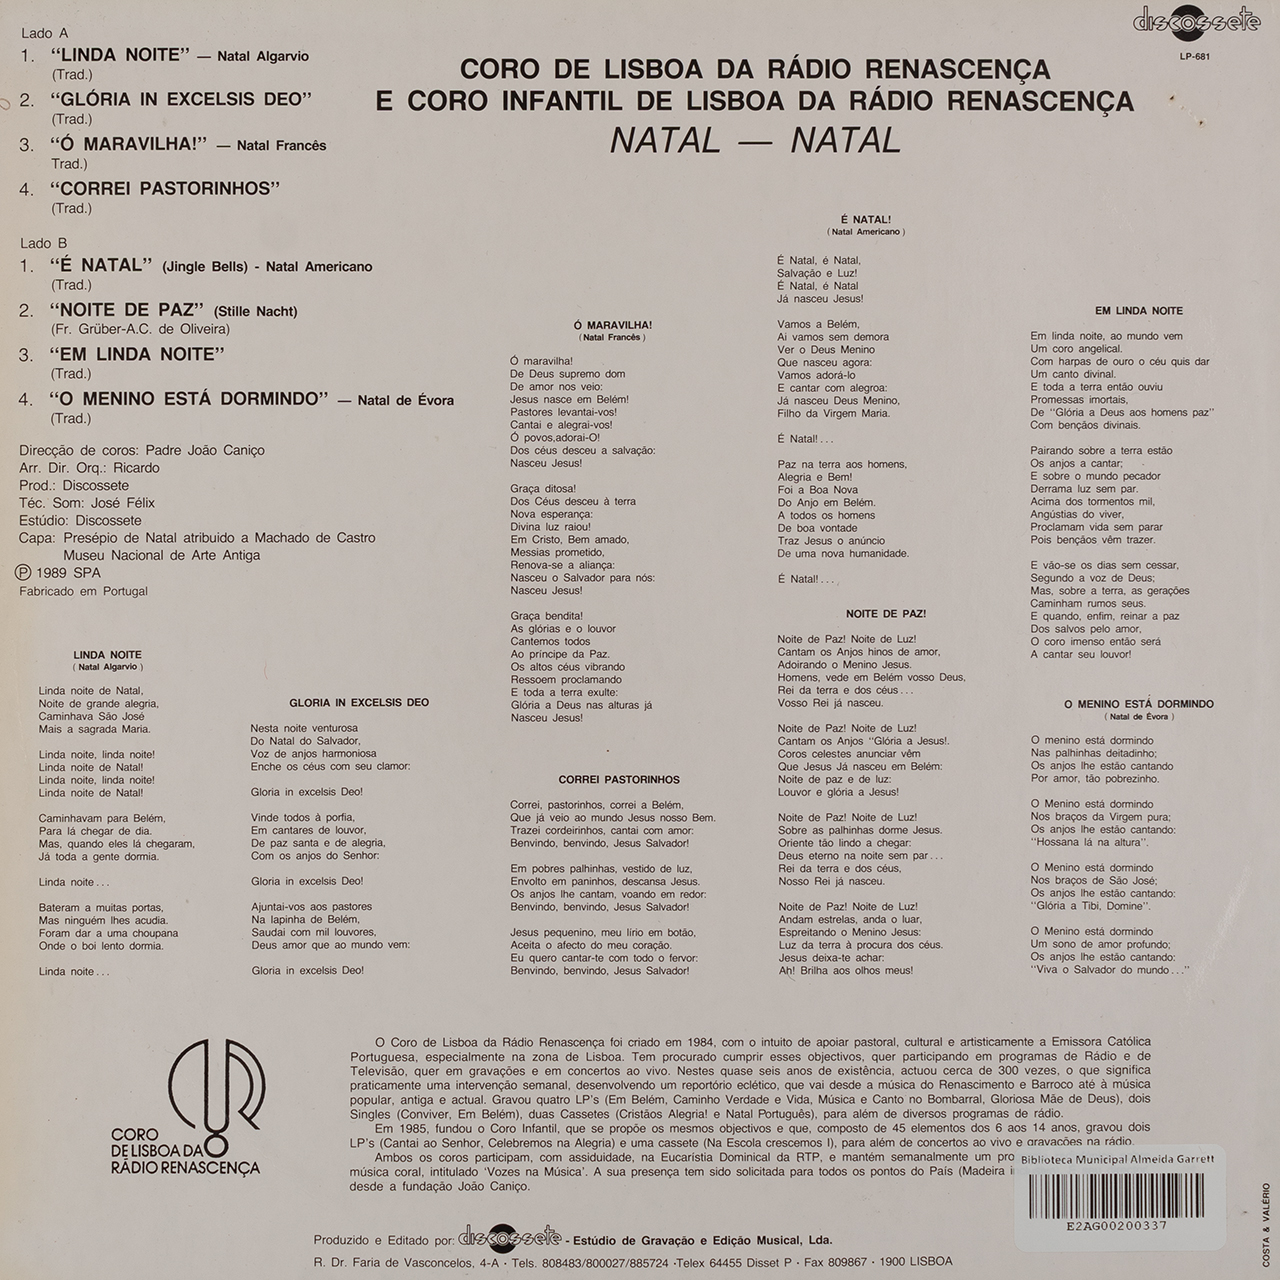 discossete
LP-681
CORO DE LISBOA DA RÁDIO RENASCENÇA
E CORO INFANTIL DE LISBOA DA RÁDIO RENASCENÇA
NATAL — NATAL
Lado A
1. “LINDA NOITE” — Natal Algarvio
(Trad.)
2. “GLÓRIA IN EXCELSIS DEO”
(Trad.)
3. “Ó MARAVILHA!” — Natal Francês
Trad.)
4. “CORREI PASTORINHOS”
(Trad.)
Lado B
1. “É NATAL” (Jingle Bells) - Natal Americano
(Trad.)
2. “NOITE DE PAZ” (Stille Nacht)
(Fr. Grüber-A.C. de Oliveira)
3. “EM LINDA NOITE”
(Trad.)
4. “O MENINO ESTÁ DORMINDO” — Natal de Évora
(Trad.)
Direcção de coros: Padre João Caniço
Arr. Dir. Orq.: Ricardo
Prod.: Discossete
Téc. Som: José Félix
Estúdio: Discossete
Capa: Presépio de Natal atribuido a Machado de Castro
Museu Nacional de Arte Antiga
Ⓟ 1989 SPA
Fabricado em Portugal
LINDA NOITE
(Natal Algarvio)
Linda noite de Natal,
Noite de grande alegria,
Caminhava São José
Mais a sagrada Maria.
Linda noite, linda noite!
Linda noite de Natal!
Linda noite, linda noite!
Linda noite de Natal!
Caminhavam para Belém,
Para lá chegar de dia.
Mas, quando eles lá chegaram,
Já toda a gente dormia.
Linda noite...
Bateram a muitas portas,
Mas ninguém lhes acudia.
Foram dar a uma choupana
Onde o boi lento dormia.
Linda noite...
GLORIA IN EXCELSIS DEO
Nesta noite venturosa
Do Natal do Salvador,
Voz de anjos harmoniosa
Enche os céus com seu clamor:
Gloria in excelsis Deo!
Vinde todos à porfia,
Em cantares de louvor,
De paz santa e de alegria,
Com os anjos do Senhor:
Gloria in excelsis Deo!
Ajuntai-vos aos pastores
Na lapinha de Belém,
Saudai com mil louvores,
Deus amor que ao mundo vem:
Gloria in excelsis Deo!
Ó MARAVILHA!
(Natal Francês)
Ó maravilha!
De Deus supremo dom
De amor nos veio:
Jesus nasce em Belém!
Pastores levantai-vos!
Cantai e alegrai-vos!
Ó povos,adorai-O!
Dos céus desceu a salvação:
Nasceu Jesus!
Graça ditosa!
Dos Céus desceu à terra
Nova esperança:
Divina luz raiou!
Em Cristo, Bem amado,
Messias prometido,
Renova-se a aliança:
Nasceu o Salvador para nós:
Nasceu Jesus!
Graça bendita!
As glórias e o louvor
Cantemos todos
Ao príncipe da Paz.
Os altos céus vibrando
Ressoem proclamando
E toda a terra exulte:
Glória a Deus nas alturas já
Nasceu Jesus!
CORREI PASTORINHOS
Correi, pastorinhos, correi a Belém,
Que já veio ao mundo Jesus nosso Bem.
Trazei cordeirinhos, cantai com amor:
Benvindo, benvindo, Jesus Salvador!
Em pobres palhinhas, vestido de luz,
Envolto em paninhos, descansa Jesus.
Os anjos lhe cantam, voando em redor:
Benvindo, benvindo, Jesus Salvador!
Jesus pequenino, meu lírio em botão,
Aceita o afecto do meu coração.
Eu quero cantar-te com todo o fervor:
Benvindo, benvindo, Jesus Salvador!
É NATAL!
(Natal Americano)
É Natal, é Natal,
Salvação e Luz!
É Natal, é Natal
Já nasceu Jesus!
Vamos a Belém,
Ai vamos sem demora
Ver o Deus Menino
Que nasceu agora:
Vamos adorá-lo
E cantar com alegroa:
Já nasceu Deus Menino,
Filho da Virgem Maria.
É Natal!...
Paz na terra aos homens,
Alegria e Bem!
Foi a Boa Nova
Do Anjo em Belém.
A todos os homens
De boa vontade
Traz Jesus o anúncio
De uma nova humanidade.
É Natal!...
NOITE DE PAZ!
Noite de Paz! Noite de Luz!
Cantam os Anjos hinos de amor,
Adoirando o Menino Jesus.
Homens, vede em Belém vosso Deus,
Rei da terra e dos céus...
Vosso Rei já nasceu.
Noite de Paz! Noite de Luz!
Cantam os Anjos “Glória a Jesus!.
Coros celestes anunciar vêm
Que Jesus Já nasceu em Belém:
Noite de paz e de luz:
Louvor e glória a Jesus!
Noite de Paz! Noite de Luz!
Sobre as palhinhas dorme Jesus.
Oriente tão lindo a chegar:
Deus eterno na noite sem par...
Rei da terra e dos céus,
Nosso Rei já nasceu.
Noite de Paz! Noite de Luz!
Andam estrelas, anda o luar,
Espreitando o Menino Jesus:
Luz da terra à procura dos céus.
Jesus deixa-te achar:
Ah! Brilha aos olhos meus!
EM LINDA NOITE
Em linda noite, ao mundo vem
Um coro angelical.
Com harpas de ouro o céu quis dar
Um canto divinal.
E toda a terra então ouviu
Promessas imortais,
De “Glória a Deus aos homens paz”
Com bençãos divinais.
Pairando sobre a terra estão
Os anjos a cantar;
E sobre o mundo pecador
Derrama luz sem par.
Acima dos tormentos mil,
Angústias do viver,
Proclamam vida sem parar
Pois bençãos vêm trazer.
E vão-se os dias sem cessar,
Segundo a voz de Deus;
Mas, sobre a terra, as gerações
Caminham rumos seus.
E quando, enfim, reinar a paz
Dos salvos pelo amor,
O coro imenso então será
A cantar seu louvor!
O MENINO ESTÁ DORMINDO
(Natal de Évora)
O menino está dormindo
Nas palhinhas deitadinho;
Os anjos lhe estão cantando
Por amor, tão pobrezinho.
O Menino está dormindo
Nos braços da Virgem pura;
Os anjos lhe estão cantando:
“Hossana lá na altura”.
O Menino está dormindo
Nos braços de São José;
Os anjos lhe estão cantando:
“Glória a Tibi, Domine”.
O Menino está dormindo
Um sono de amor profundo;
Os anjos lhe estão cantando:
“Viva o Salvador do mundo...”
CORO
DE LISBOA DA
RÁDIO RENASCENÇA
O Coro de Lisboa da Rádio Renascença foi criado em 1984, com o intuito de apoiar pastoral, cultural e artisticamente a Emissora Católica
Portuguesa, especialmente na zona de Lisboa. Tem procurado cumprir esses objectivos, quer participando em programas de Rádio e de
Televisão, quer em gravações e em concertos ao vivo. Nestes quase seis anos de existência, actuou cerca de 300 vezes, o que significa
praticamente uma intervenção semanal, desenvolvendo um reportório eclético, que vai desde a música do Renascimento e Barroco até à música
popular, antiga e actual. Gravou quatro LP's (Em Belém, Caminho Verdade e Vida, Música e Canto no Bombarral, Gloriosa Mãe de Deus), dois
Singles (Conviver, Em Belém), duas Cassetes (Cristãos Alegria! e Natal Português), para além de diversos programas de rádio.
Em 1985, fundou o Coro Infantil, que se propõe os mesmos objectivos e que, composto de 45 elementos dos 6 aos 14 anos, gravou dois
LP's (Cantai ao Senhor, Celebremos na Alegria) e uma cassete (Na Escola crescemos I), para além de concertos ao vivo e gravações na rádio.
Ambos os coros participam, com assiduidade, na Eucarístia Dominical da RTP, e mantém semanalmente um pro
música coral, intitulado ‘Vozes na Música’. A sua presença tem sido solicitada para todos os pontos do País (Madeira
desde a fundação João Caniço.
Biblioteca Municipal Almeida Garrett
E2AG00200337
Produzido e Editado por: discossete - Estúdio de Gravação e Edição Musical, Lda.
R. Dr. Faria de Vasconcelos, 4-A · Tels. 808483/800027/885724 ·Telex 64455 Disset P · Fax 809867 · 1900 LISBOA
COSTA & VALÉRIO